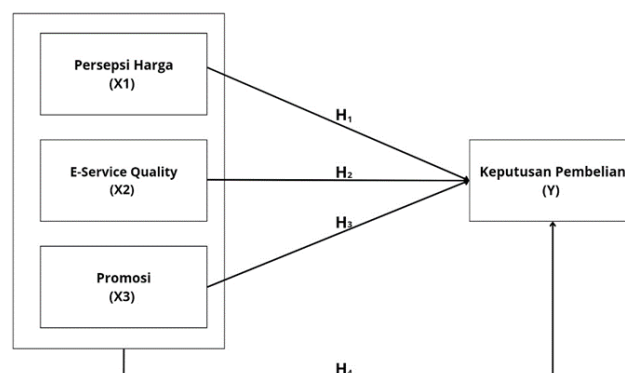 Persepsi Harga
(X1)
H₁
E-Service Quality
(X2)
H₂
Keputusan Pembelian
(Y)
H₃
Promosi
(X3)
H₄